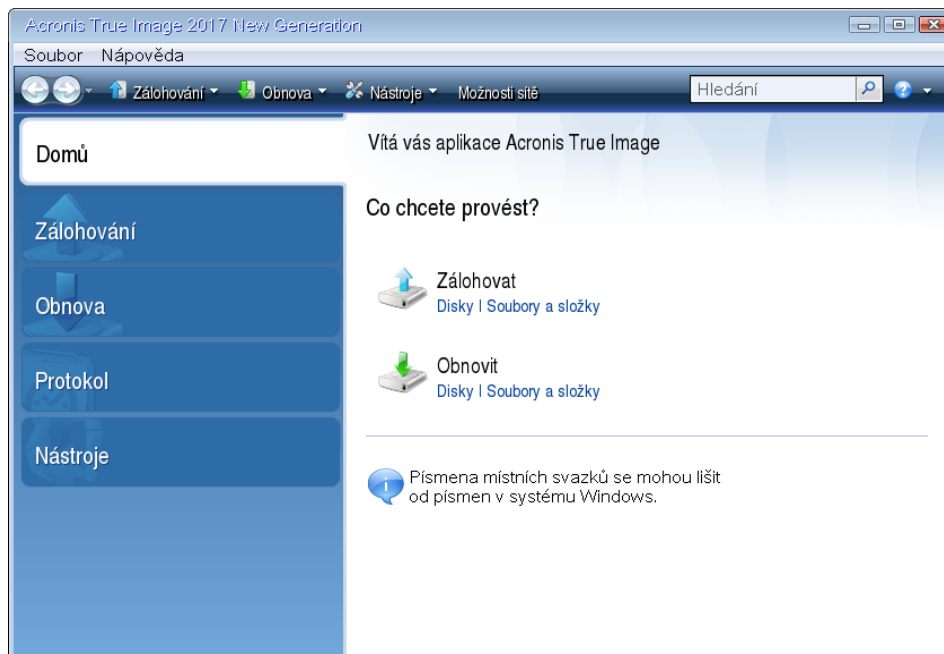 Acronis True Image 2017 New Generation
Soubor Nápověda
Zálohování Obnova Nástroje Možnosti sítě Hledání
Domů
Zálohování
Obnova
Protokol
Nástroje
Vítá vás aplikace Acronis True Image
Co chcete provést?
Zálohovat
Disky | Soubory a složky
Obnovit
Disky | Soubory a složky
Písmena místních svazků se mohou lišit
od písmen v systému Windows.